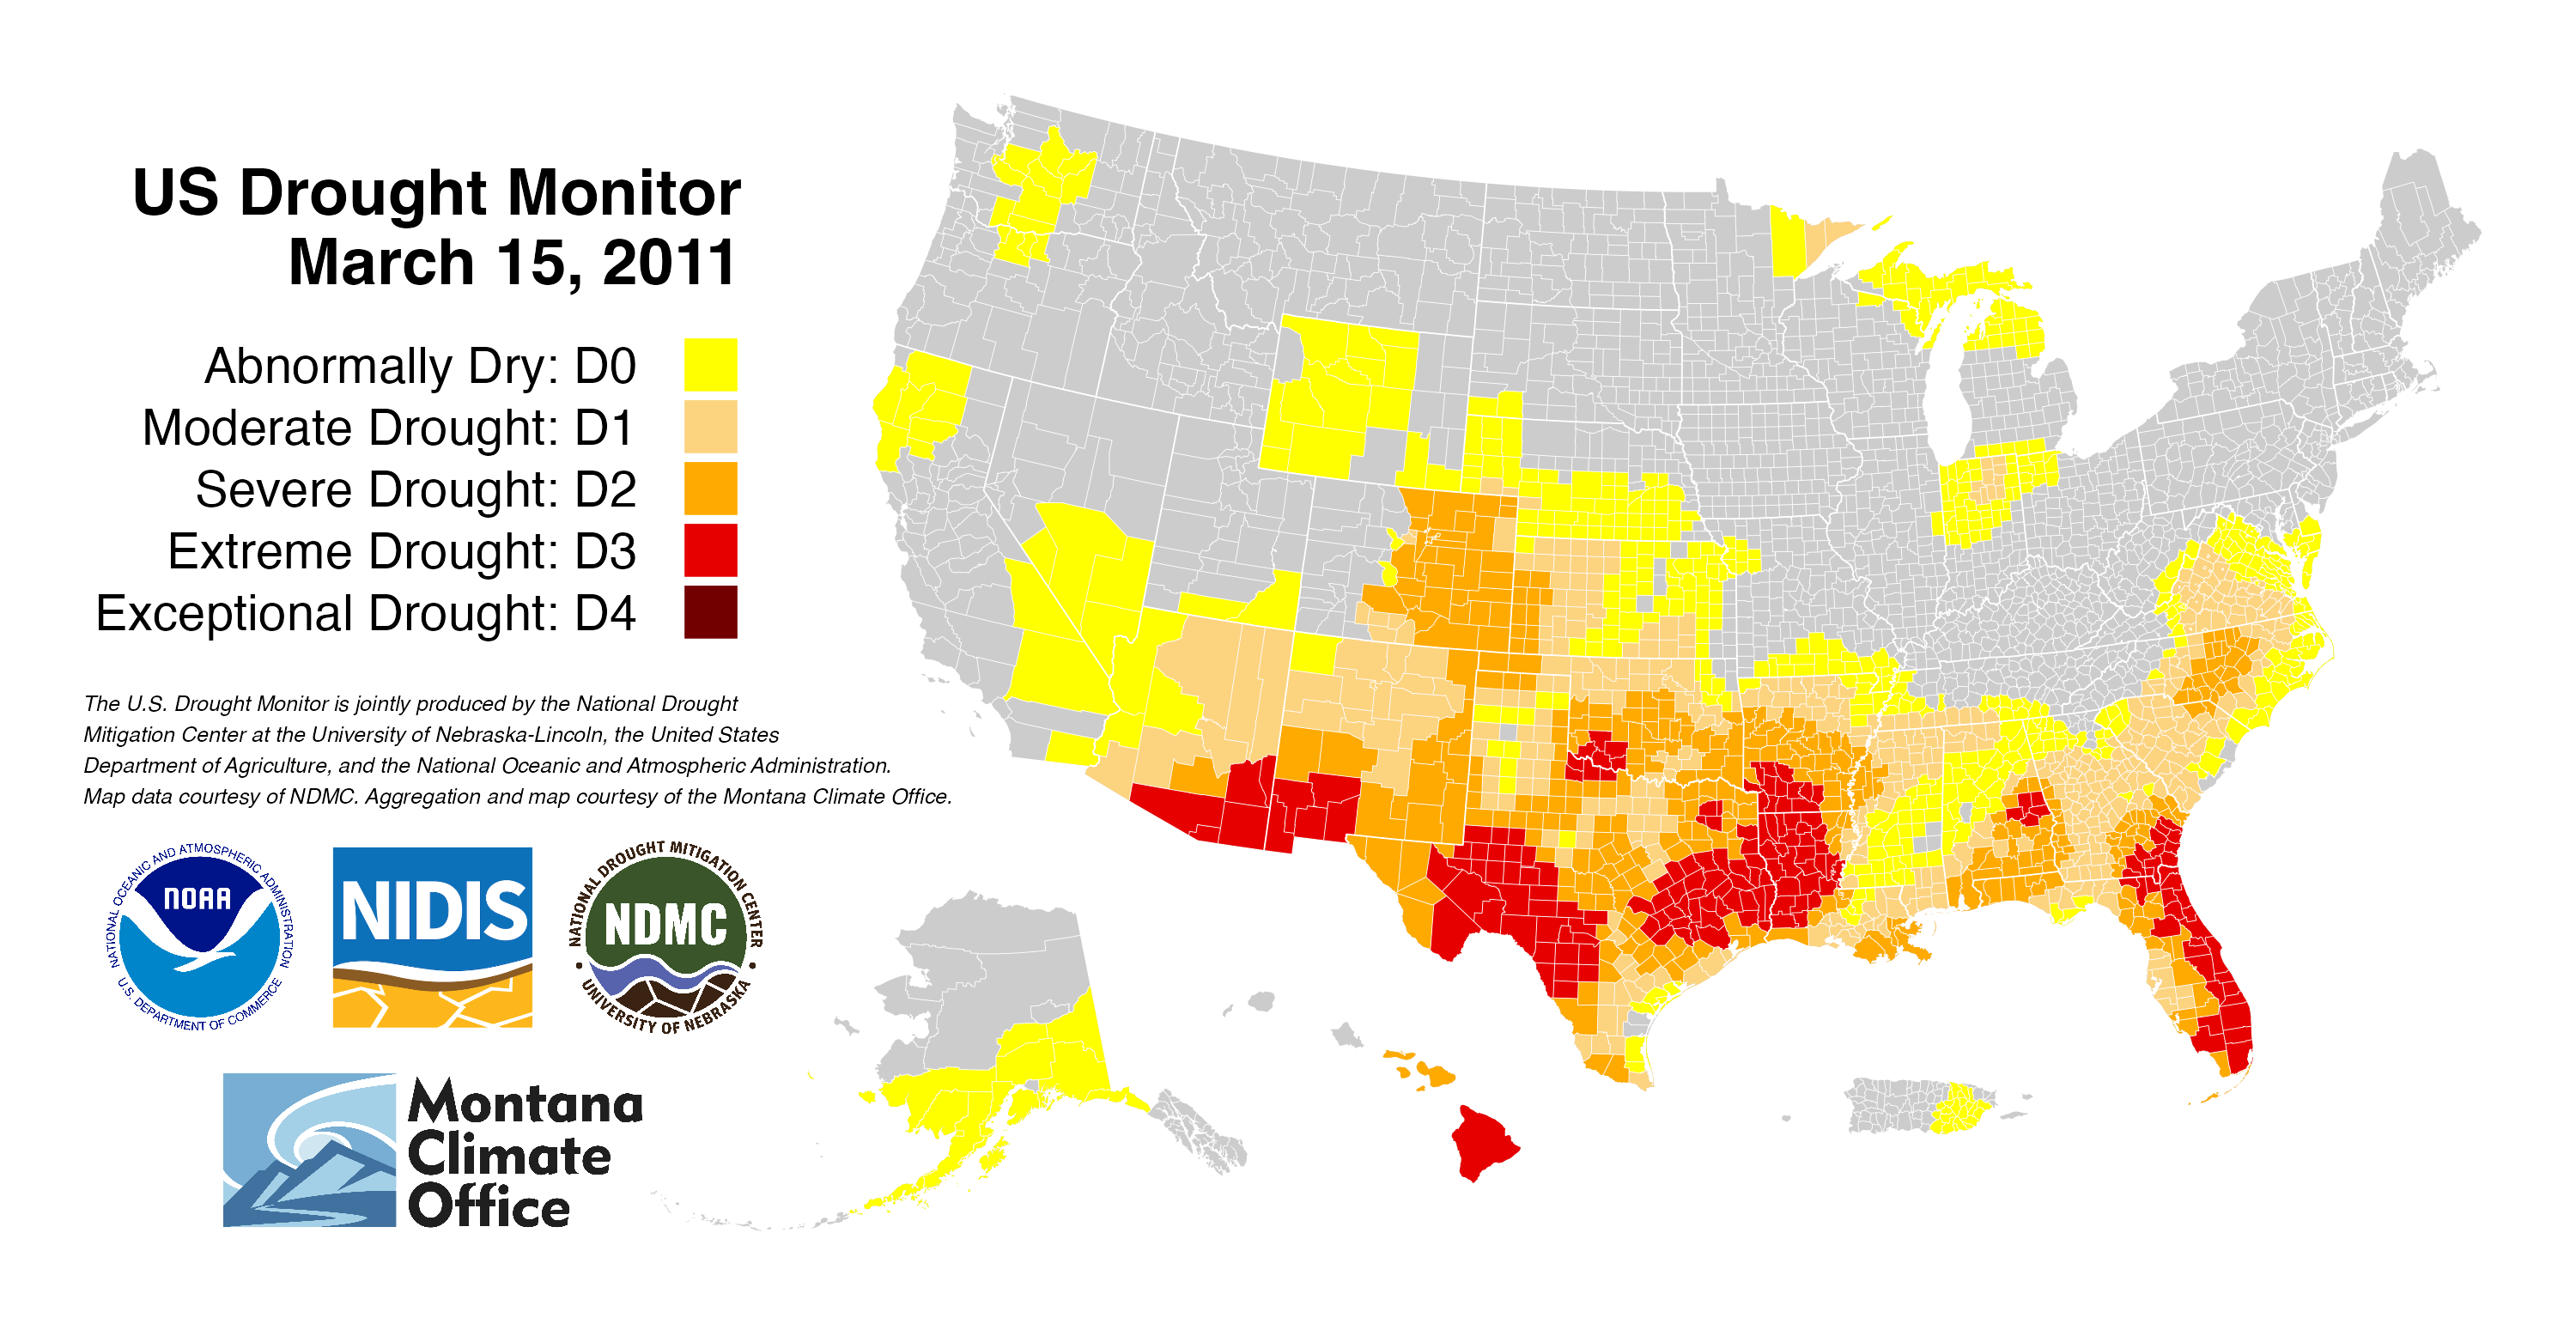 US Drought Monitor
March 15, 2011
Abnormally Dry: D0
Moderate Drought: D1
Severe Drought: D2
Extreme Drought: D3
Exceptional Drought: D4
The U.S. Drought Monitor is jointly produced by the National Drought
Mitigation Center at the University of Nebraska-Lincoln, the United States
Department of Agriculture, and the National Oceanic and Atmospheric Administration.
Map data courtesy of NDMC. Aggregation and map courtesy of the Montana Climate Office.
NATIONAL OCEANIC AND ATMOSPHERIC ADMINISTRATION
NOAA
U.S. DEPARTMENT OF COMMERCE
NIDIS
NATIONAL DROUGHT MITIGATION CENTER
NDMC
UNIVERSITY OF NEBRASKA
Montana
Climate
Office